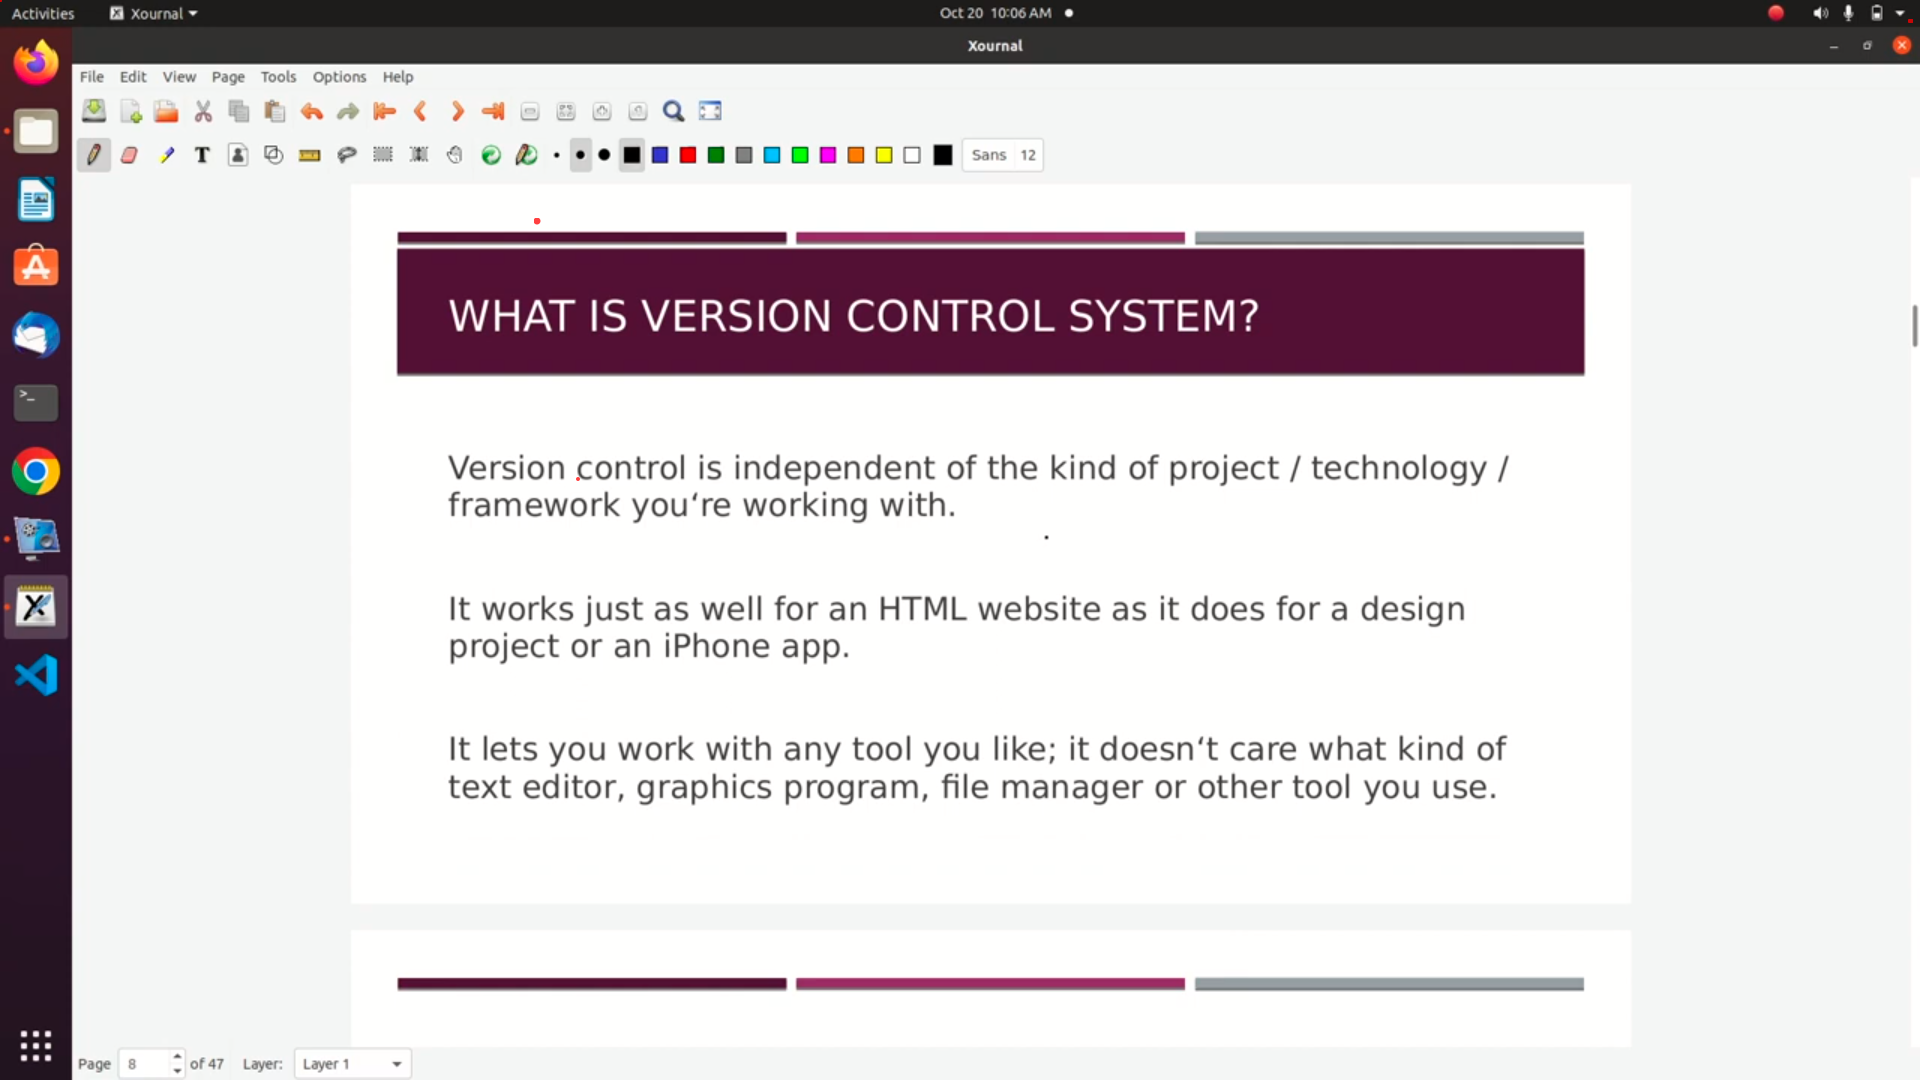 Activities
Xournal
Oct 20 10:06 AM
Xournal
File Edit View Page Tools Options Help
Sans 12
WHAT IS VERSION CONTROL SYSTEM?
Version control is independent of the kind of project / technology /
framework you‘re working with.
It works just as well for an HTML website as it does for a design
project or an iPhone app.
It lets you work with any tool you like; it doesn‘t care what kind of
text editor, graphics program, file manager or other tool you use.
Page 8 of 47 Layer: Layer 1